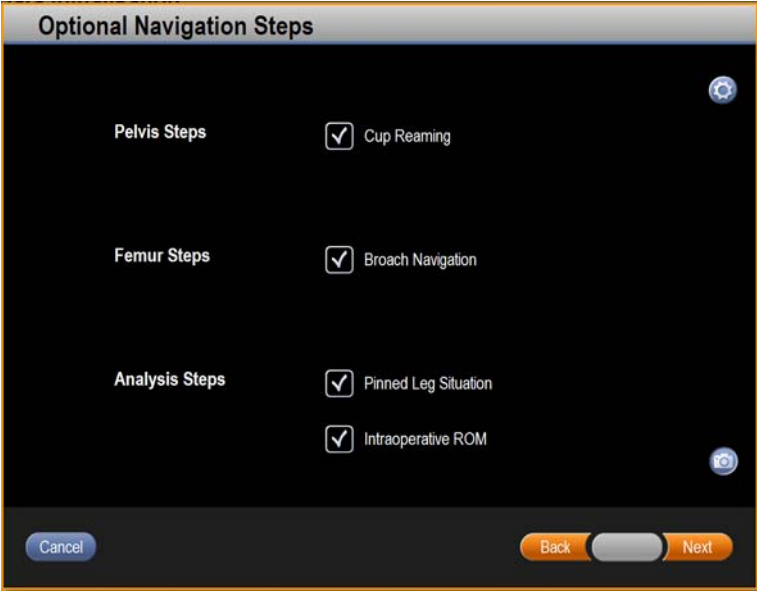 Optional Navigation Steps
Pelvis Steps
Cup Reaming
Femur Steps
Broach Navigation
Analysis Steps
Pinned Leg Situation
Intraoperative ROM
Cancel
Back
Next